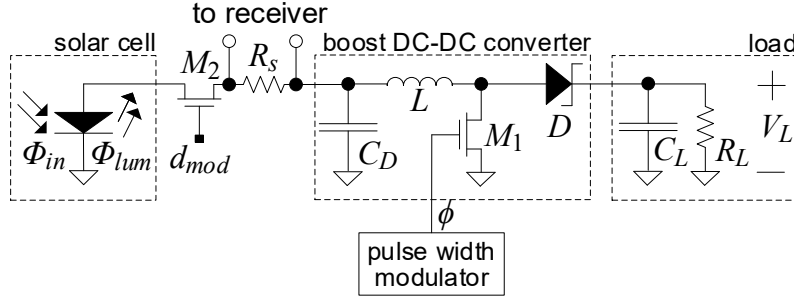 to receiver
solar cell
M2
Rs
boost DC-DC converter
load
Φin
Φlum
dmod
CD
L
M1
D
CL
RL
+
VL
—
ϕ
pulse width
modulator